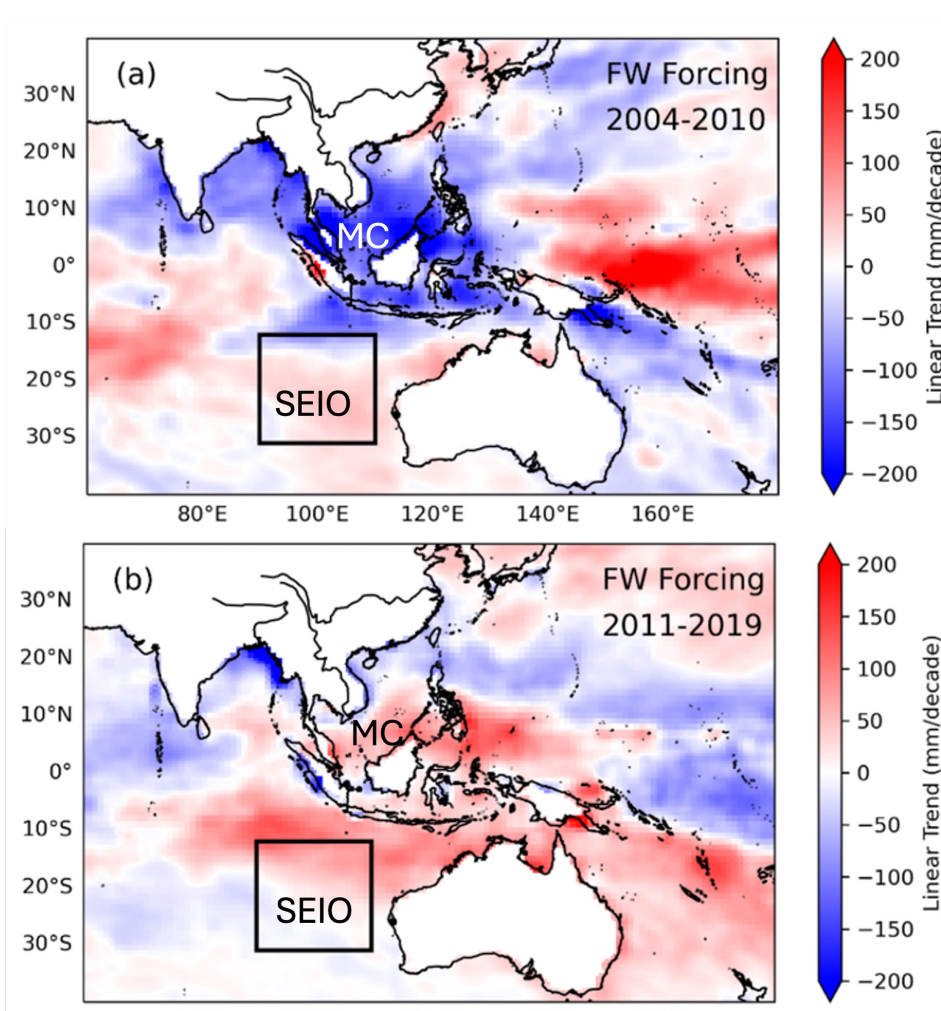 (a)
FW Forcing
2004-2010
MC
SEIO
30°N
20°N
10°N
0°
10°S
20°S
30°S
80°E 100°E 120°E 140°E 160°E
200
150
100
50
0
−50
−100
−150
−200
Linear Trend (mm/decade)
(b)
FW Forcing
2011-2019
MC
SEIO
30°N
20°N
10°N
0°
10°S
20°S
30°S
200
150
100
50
0
−50
−100
−150
−200
Linear Trend (mm/decade)